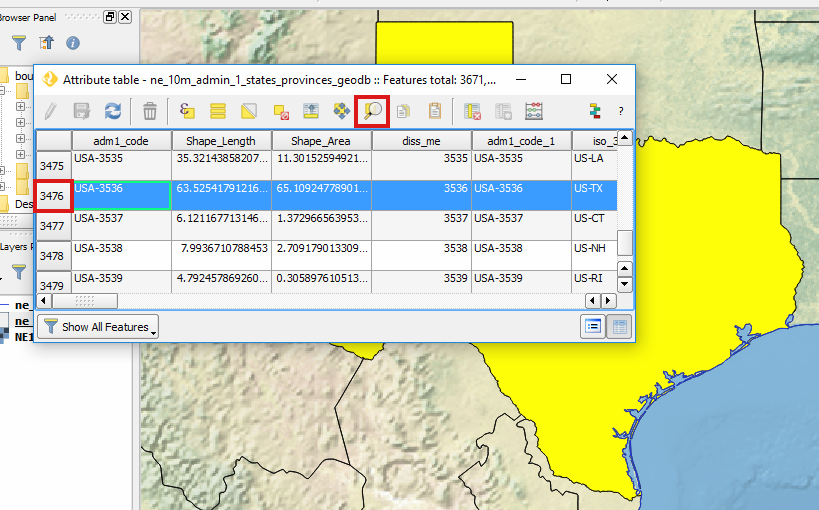 Browser Panel
bou
Des
Layers P
ne_
ne_
NE1
Attribute table - ne_10m_admin_1_states_provinces_geodb :: Features total: 3671,...
?
adm1_code Shape_Length Shape_Area diss_me adm1_code_1 iso_3
3475 USA-3535 35.32143858207... 11.30152594921... 3535 USA-3535 US-LA
3476 USA-3536 63.52541791216... 65.10924778901... 3536 USA-3536 US-TX
3477 USA-3537 6.121167713146... 1.372966563953... 3537 USA-3537 US-CT
3478 USA-3538 7.9936710788453 2.709179013309... 3538 USA-3538 US-NH
3479 USA-3539 4.792457869260... 0.305897610513... 3539 USA-3539 US-RI
Show All Features